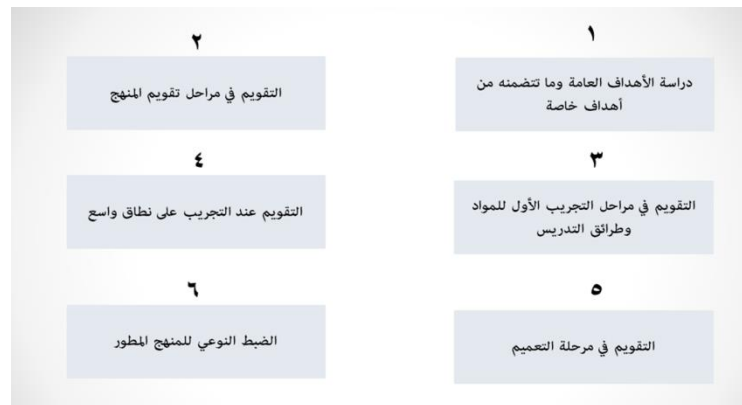 ١
دراسة الأهداف العامة وما تتضمنه من
أهداف خاصة
٢
التقويم في مراحل تقويم المنهج
٣
التقويم في مراحل التجريب الأول للمواد
وطرائق التدريس
٤
التقويم عند التجريب على نطاق واسع
٥
التقويم في مرحلة التعميم
٦
الضبط النوعي للمنهج المطور